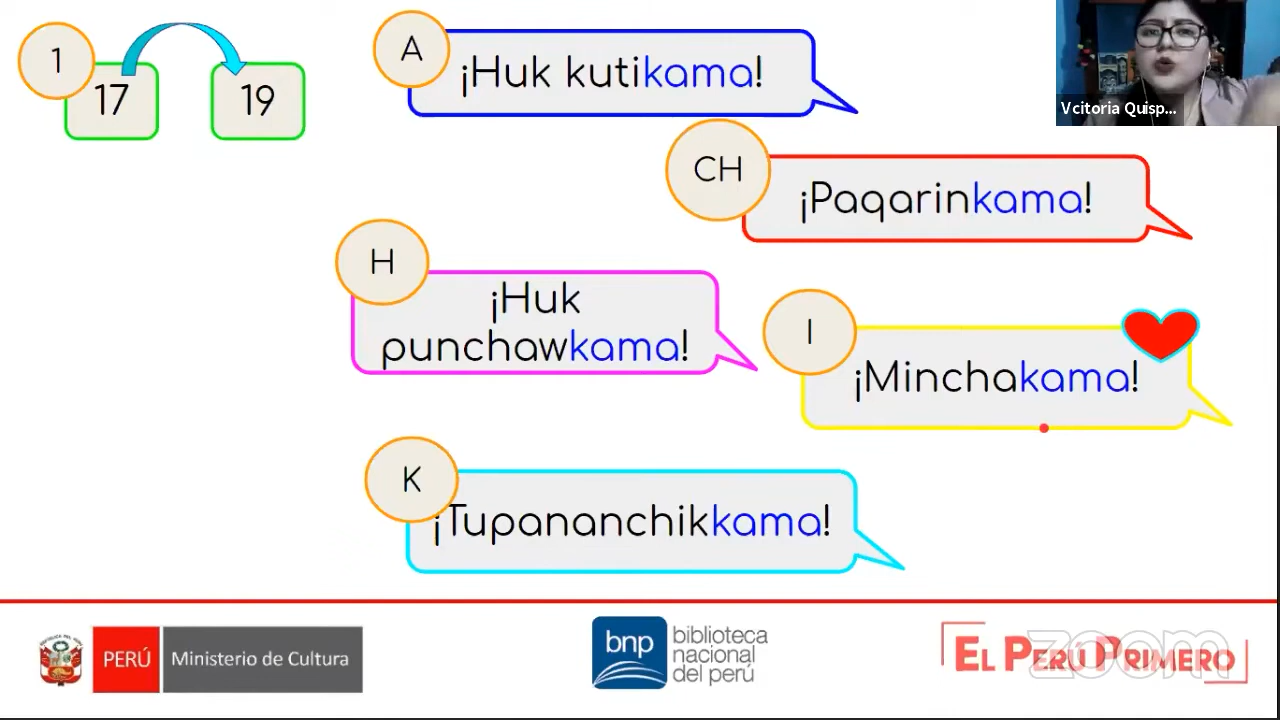 1
17
19
A
¡Huk kutikama!
Vcitoria Quisp...
CH
¡Paqarinkama!
H
¡Huk
punchawkama!
I
¡Minchakama!
K
¡Tupananchikkama!
PERÚ
Ministerio de Cultura
bnp
biblioteca
nacional
del perú
EL PERÚ PRIMERO
zoom